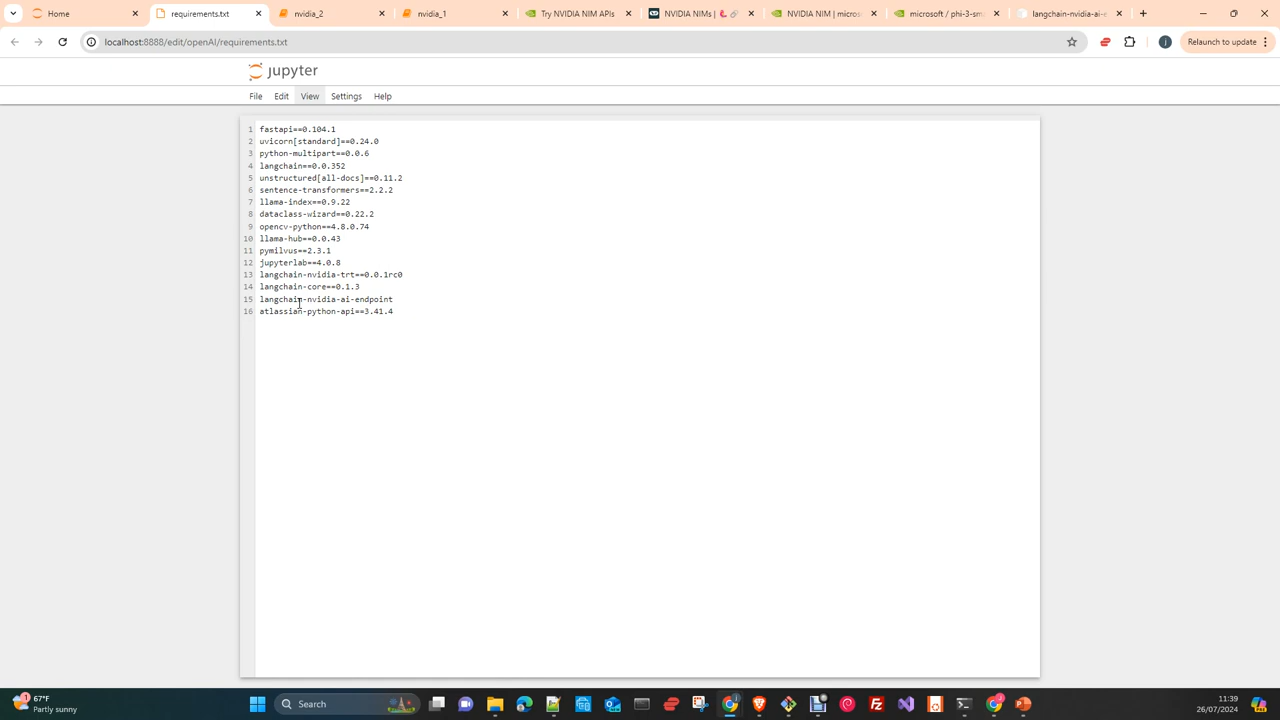 Home
requirements.txt
nvidia_2
nvidia_1
Try NVIDIA NIM APIs
NVIDIA NIMs |
NVIDIA NIM | micros
microsoft / phi-3-sma
langchain-nvidia-ai-e
localhost:8888/edit/openAI/requirements.txt
Relaunch to update
jupyter
File Edit View Settings Help
1 fastapi==0.104.1
2 uvicorn[standard]==0.24.0
3 python-multipart==0.0.6
4 langchain==0.0.352
5 unstructured[all-docs]==0.11.2
6 sentence-transformers==2.2.2
7 llama-index==0.9.22
8 dataclass-wizard==0.22.2
9 opencv-python==4.8.0.74
10 llama-hub==0.0.43
11 pymilvus==2.3.1
12 jupyterlab==4.0.8
13 langchain-nvidia-trt==0.0.1rc0
14 langchain-core==0.1.3
15 langchain-nvidia-ai-endpoint
16 atlassian-python-api==3.41.4
1
67°F
Partly sunny
Search
11:39
26/07/2024